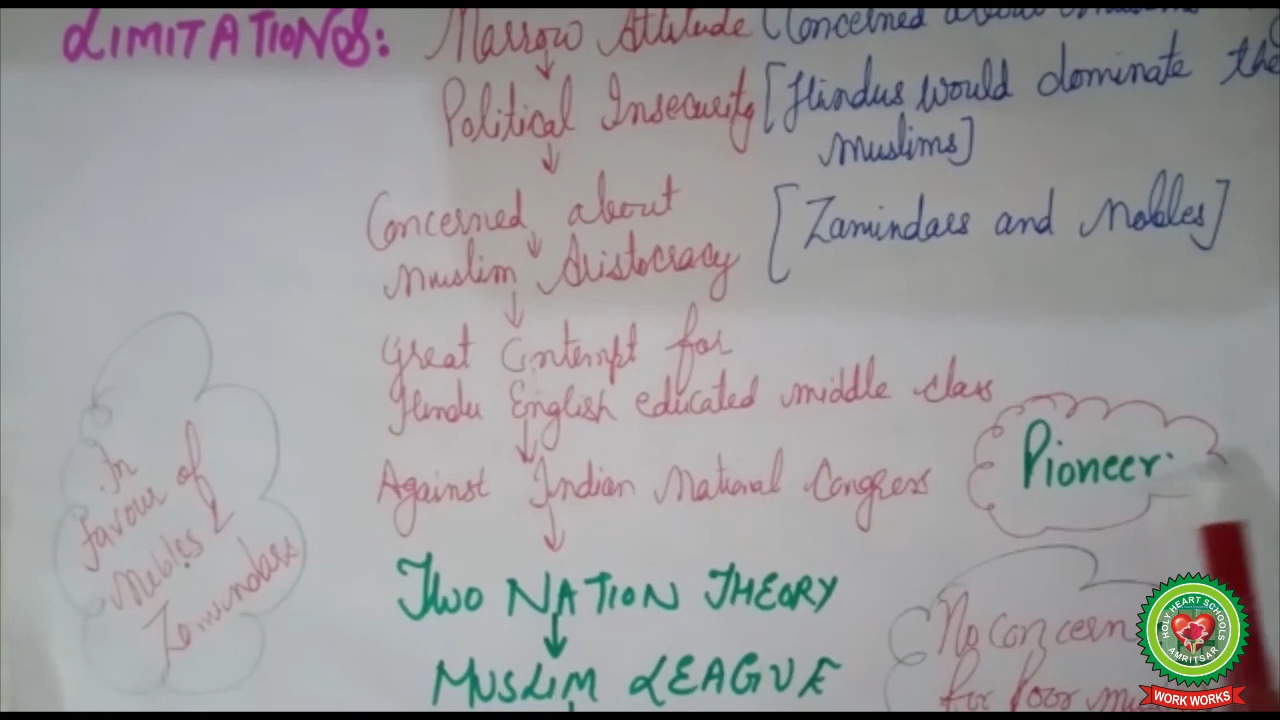 LIMITATIONS: Narrow Attitude (Concerned about
Political Insecurity [Hindus would dominate the
Muslims]
Concerned about
Muslim Aristocracy [Zamindars and Nobles]
Great Contempt for
Hindu English educated middle class
Against Indian National Congress
Pioneer
In
favour of
Nobles &
Zamindars
TWO NATION THEORY
MUSLIM LEAGUE
No concern
for Poor
HOLY HEART SCHOOLS
AMRITSAR
WORK WORKS